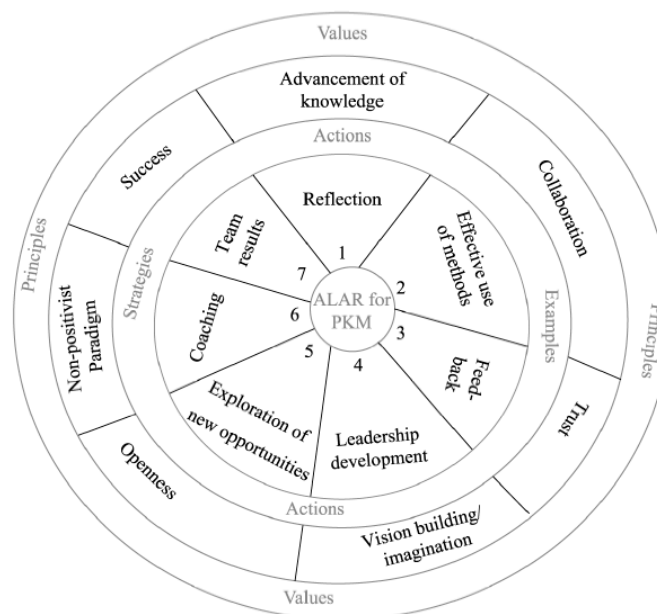 Values
Advancement of
knowledge
Collaboration
Trust
Vision building/
imagination
Openness
Non-positivist
Paradigm
Success
Principles
Principles
Values
Actions
Examples
Actions
Strategies
Reflection
1
Effective use
of methods
2
Feed-
back
3
Leadership
development
4
Exploration of
new opportunities
5
Coaching
6
Team
results
7
ALAR for
PKM